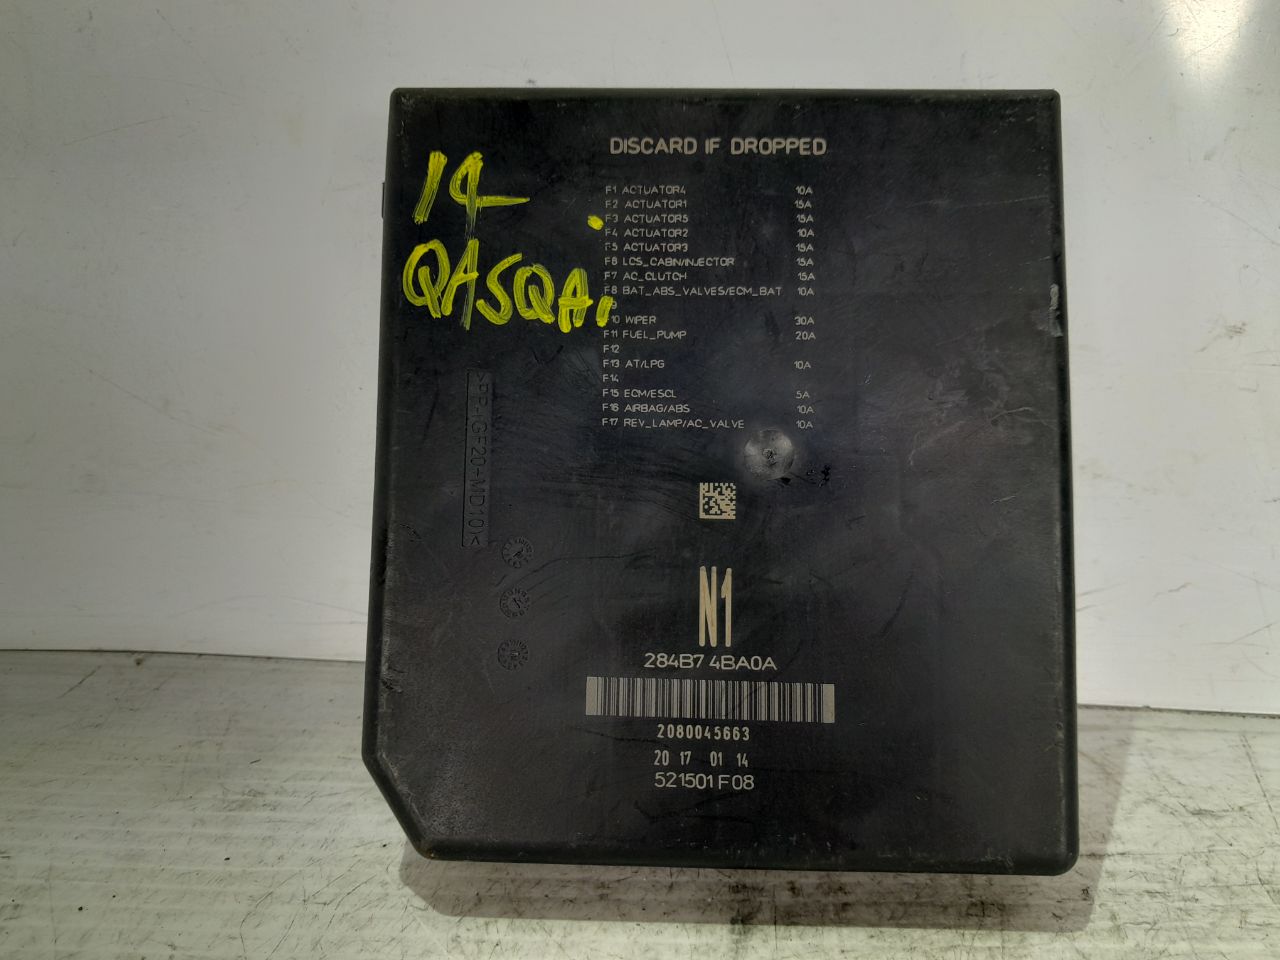 DISCARD IF DROPPED
14
QASQAi
F1 ACTUATOR4 10A
F2 ACTUATOR1 15A
F3 ACTUATOR5 15A
F4 ACTUATOR2 10A
F5 ACTUATOR3 15A
F6 LCS_CABIN/INJECTOR 15A
F7 AC_CLUTCH 15A
F8 BAT_ABS_VALVES/ECM_BAT 10A
9
10 WIPER 30A
F11 FUEL_PUMP 20A
F12
F13 AT/LPG 10A
F14
F15 ECM/ESCL 5A
F16 AIRBAG/ABS 10A
F17 REV_LAMP/AC_VALVE 10A
>PP-(GF20+MD10)<
N1
284B7 4BA0A
2080045663
20 17 01 14
521501F08